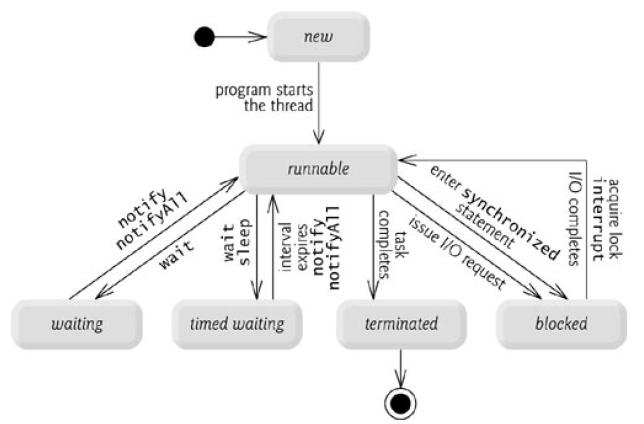 new
program starts
the thread
runnable
notify
notifyAll
wait
wait
sleep
interval
expires
notify
notifyAll
task
completes
enter synchronized
statement
issue I/O request
I/O completes
interrupt
acquire lock
waiting
timed waiting
terminated
blocked